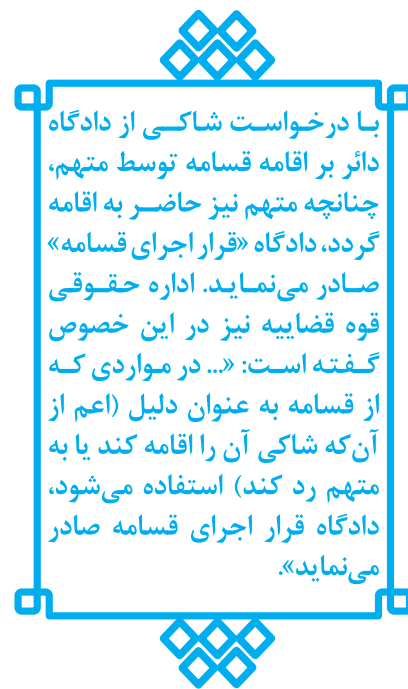 با درخواست شاکی از دادگاه
دائر بر اقامه قسامه توسط متهم،
چنانچه متهم نیز حاضر به اقامه
گردد، دادگاه «قرار اجرای قسامه»
صادر می‌نماید. اداره حقوقی
قوه قضاییه نیز در این خصوص
گفته است: «... در مواردی که
از قسامه به عنوان دلیل (اعم از
آن‌که شاکی آن را اقامه کند یا به
متهم رد کند) استفاده می‌شود،
دادگاه قرار اجرای قسامه صادر
می‌نماید».